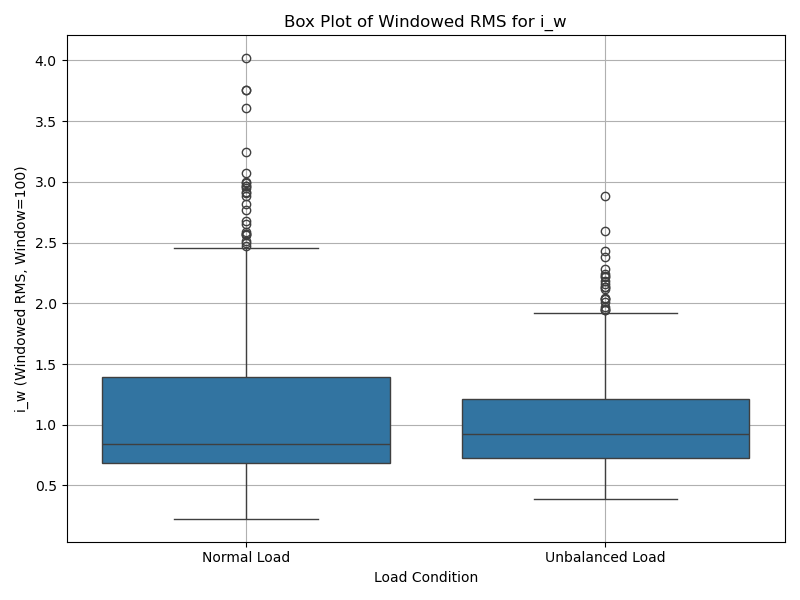 Box Plot of Windowed RMS for i_w
i_w (Windowed RMS, Window=100)
4.0
3.5
3.0
2.5
2.0
1.5
1.0
0.5
Normal Load
Unbalanced Load
Load Condition